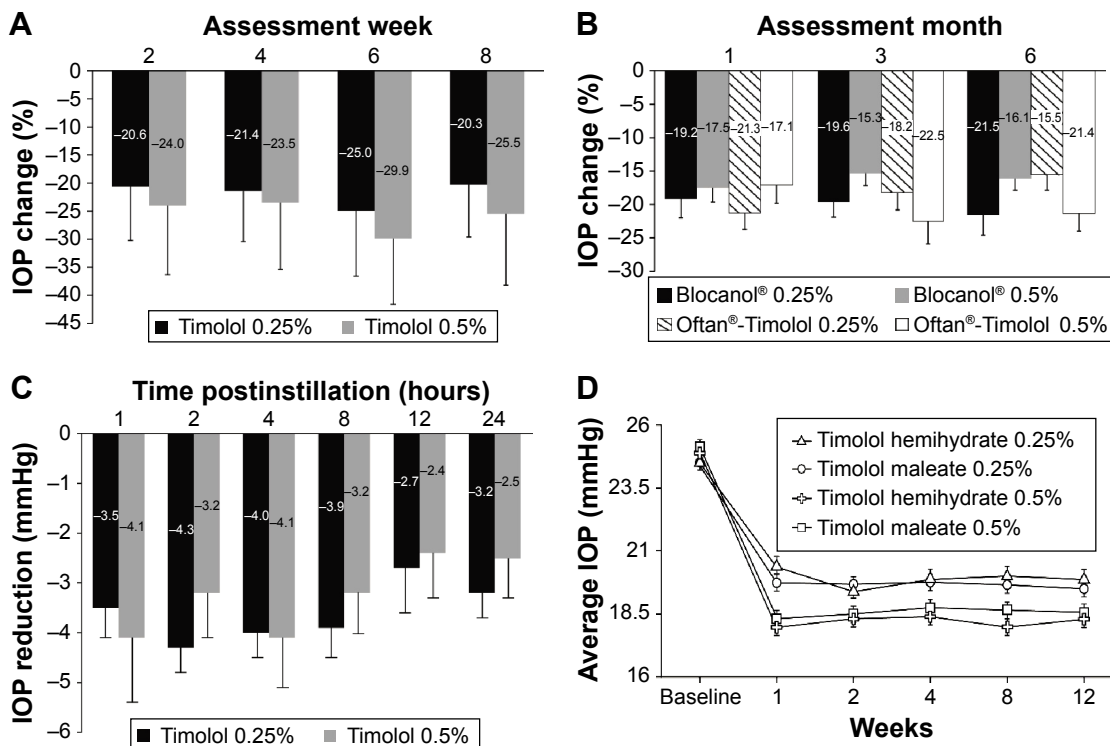 A
Assessment week
2 4 6 8
IOP change (%)
0
–5
–10
–15
–20
–25
–30
–35
–40
–45
–20.6 –24.0 –21.4 –23.5 –25.0 –29.9 –20.3 –25.5
Timolol 0.25% Timolol 0.5%
B
Assessment month
1 3 6
IOP change (%)
0
–5
–10
–15
–20
–25
–30
–19.2 –17.5 –21.3 –17.1 –19.6 –15.3 –18.2 –22.5 –21.5 –16.1 –15.5 –21.4
Blocanol® 0.25% Blocanol® 0.5%
Oftan®-Timolol 0.25% Oftan®-Timolol 0.5%
C
Time postinstillation (hours)
1 2 4 8 12 24
IOP reduction (mmHg)
0
–1
–2
–3
–4
–5
–6
–3.5 –4.1 –4.3 –3.2 –4.0 –4.1 –3.9 –3.2 –2.7 –2.4 –3.2 –2.5
Timolol 0.25% Timolol 0.5%
D
Average IOP (mmHg)
26
23.5
21
18.5
16
Timolol hemihydrate 0.25%
Timolol maleate 0.25%
Timolol hemihydrate 0.5%
Timolol maleate 0.5%
Baseline 1 2 4 8 12
Weeks